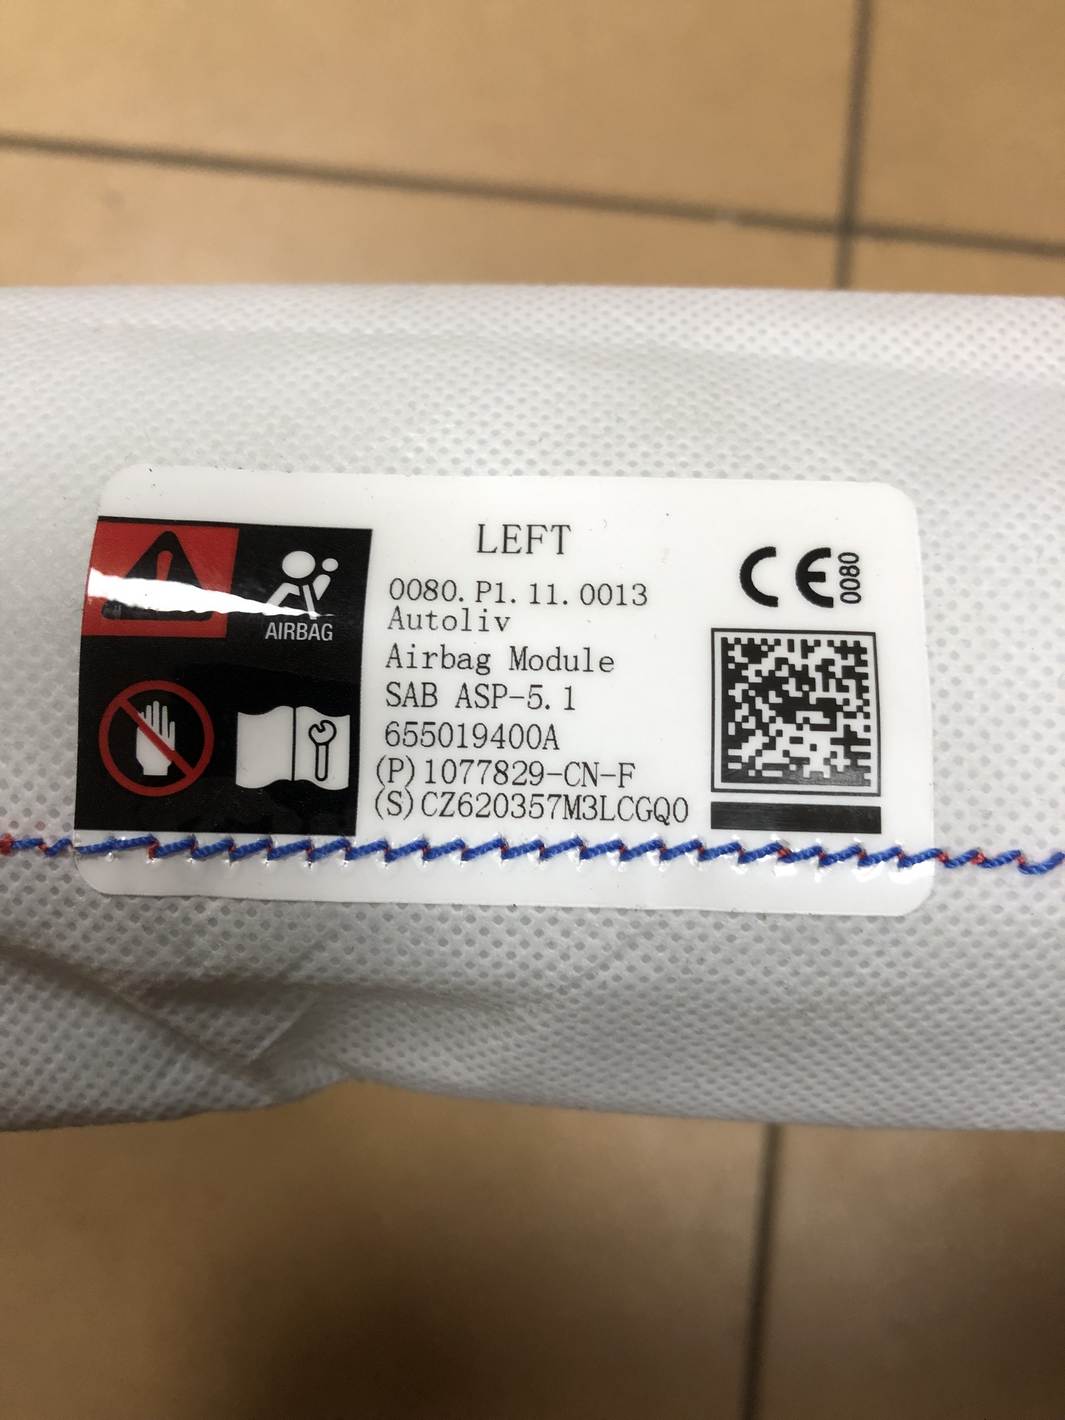 LEFT
0080.P1.11.0013
Autoliv
Airbag Module
SAB ASP-5.1
655019400A
(P)1077829-CN-F
(S)CZ620357M3LCGQ0
AIRBAG
CE
0080